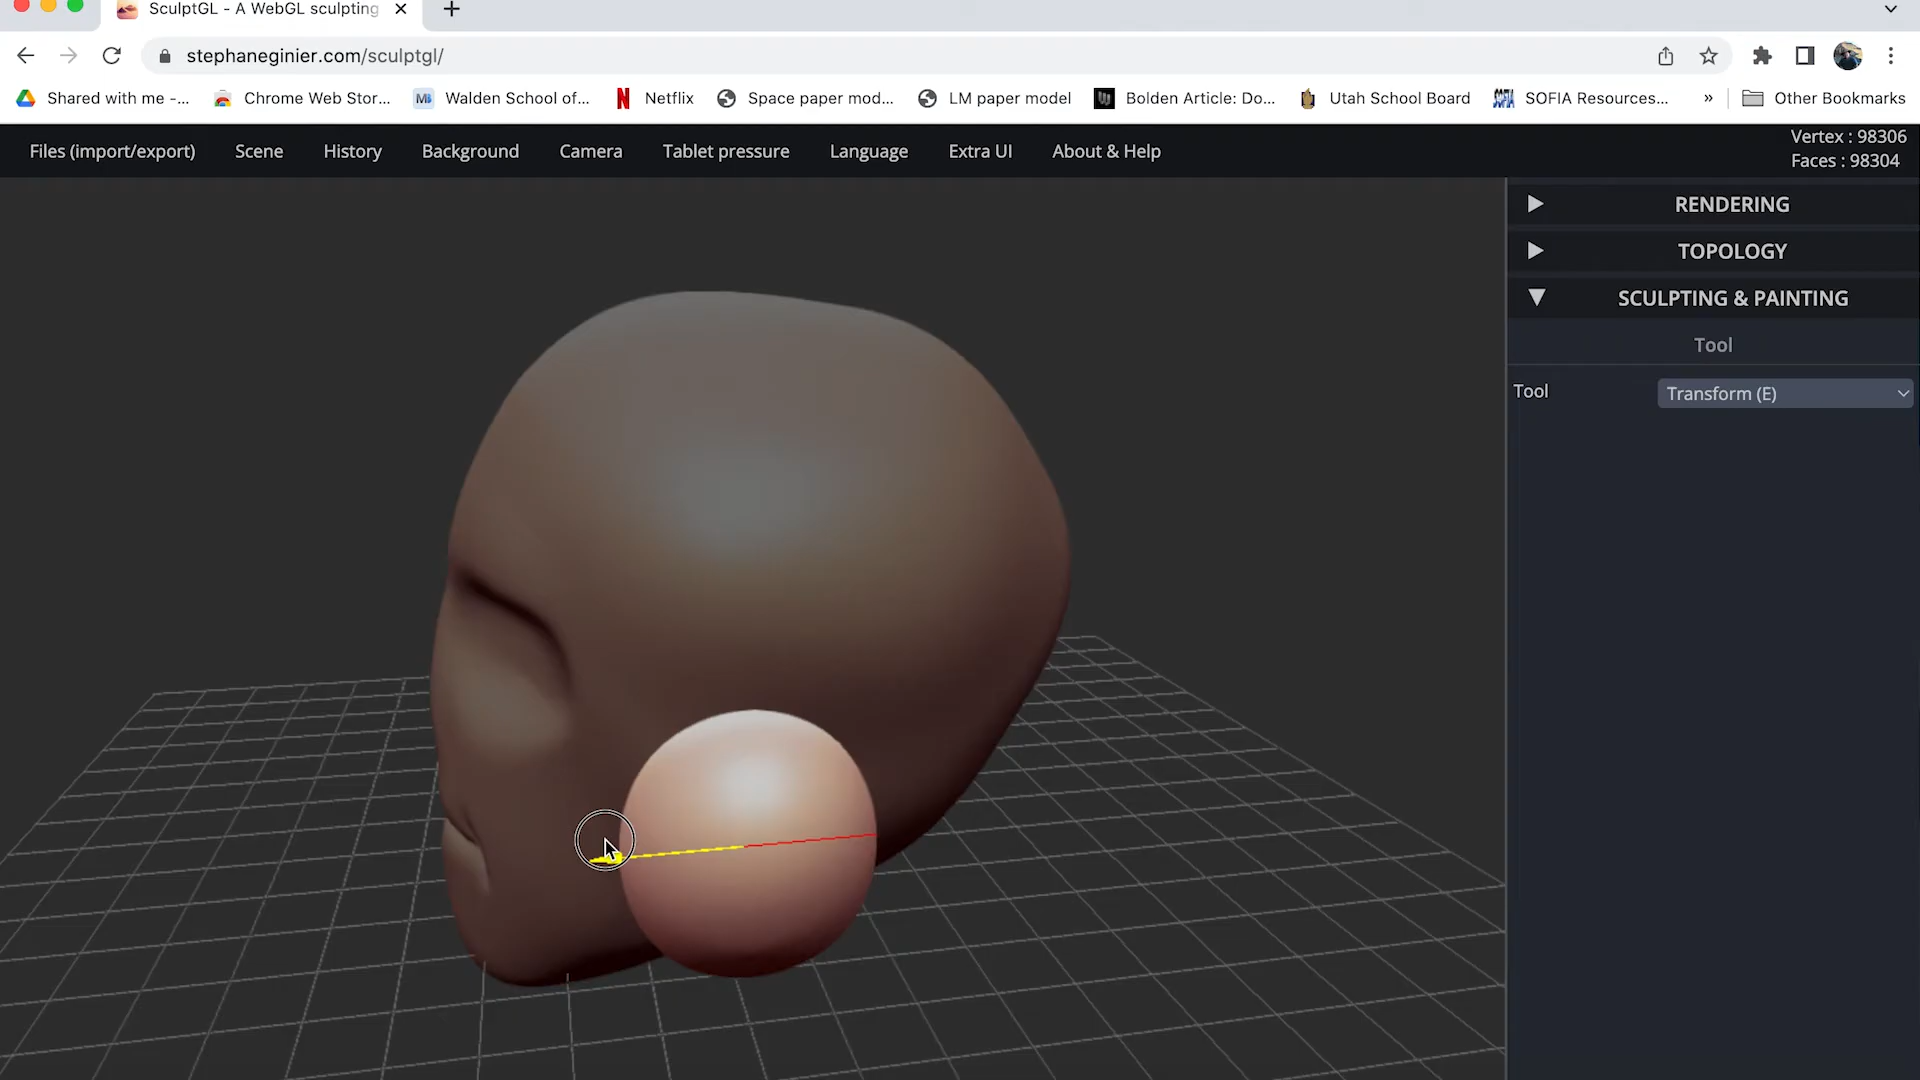 SculptGL - A WebGL sculpting
stephaneginier.com/sculptgl/
Shared with me -... Chrome Web Stor... Walden School of... Netflix Space paper mod... LM paper model Bolden Article: Do... Utah School Board SOFIA Resources... » Other Bookmarks
Files (import/export) Scene History Background Camera Tablet pressure Language Extra UI About & Help
Vertex : 98306
Faces : 98304
RENDERING
TOPOLOGY
SCULPTING & PAINTING
Tool
Tool Transform (E)